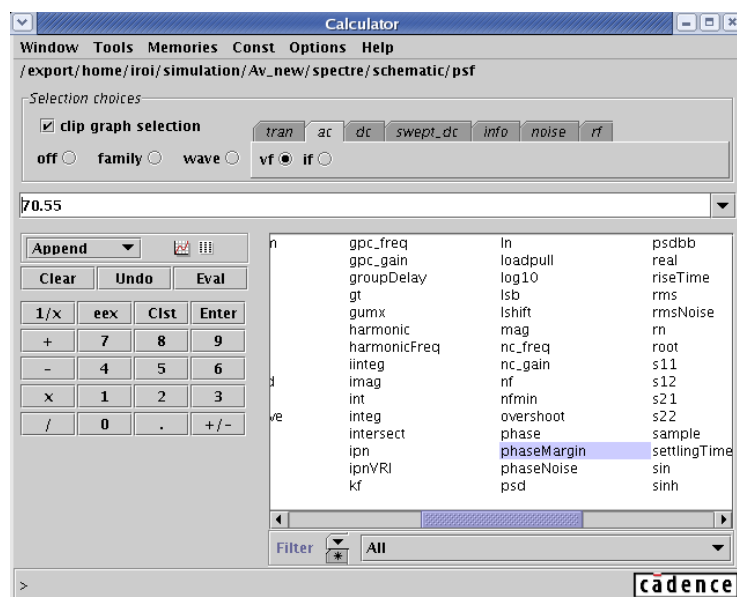 Calculator
Window Tools Memories Const Options Help
/export/home/iroi/simulation/Av_new/spectre/schematic/psf
Selection choices
clip graph selection
tran ac dc swept_dc info noise rf
off family wave vf if
70.55
Append
Clear Undo Eval
1/x eex Clst Enter
+ 7 8 9
- 4 5 6
x 1 2 3
/ 0 . +/-
n gpc_freq ln psdbb
gpc_gain loadpull real
groupDelay log10 riseTime
gt lsb rms
gumx lshift rmsNoise
harmonic mag rn
harmonicFreq nc_freq root
iinteg nc_gain s11
d imag nf s12
int nfmin s21
ve integ overshoot s22
intersect phase sample
ipn phaseMargin settlingTime
ipnVRI phaseNoise sin
kf psd sinh
Filter * All
>
cādence